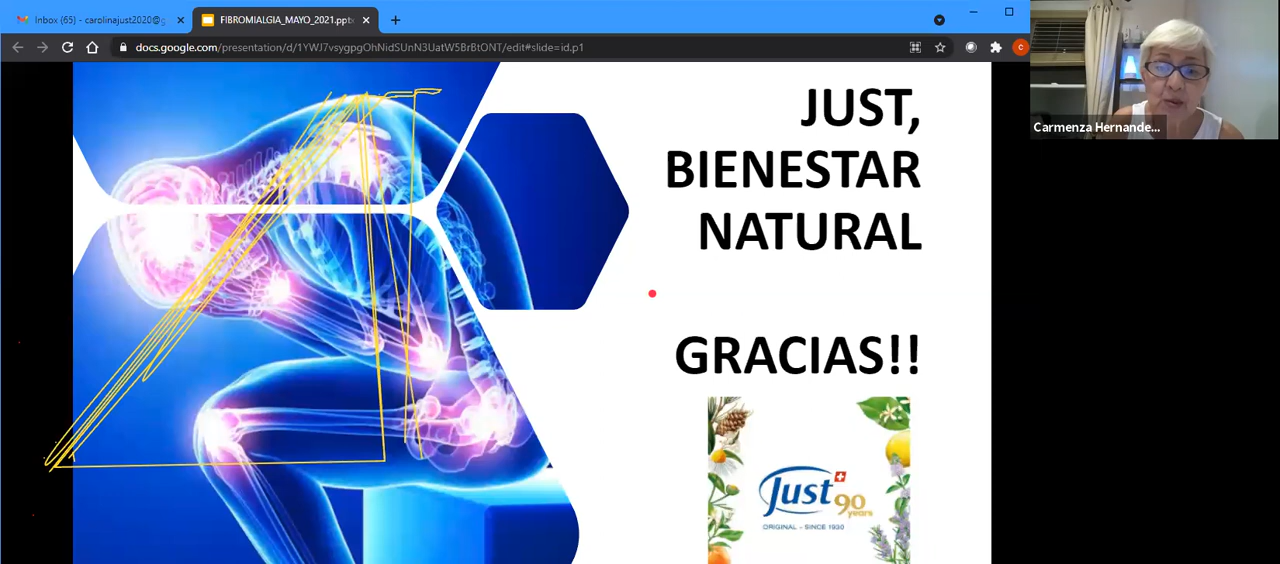 Inbox (65) - carolinajust2020@g
FIBROMIALGIA_MAYO_2021.pptx
docs.google.com/presentation/d/1YWJ7vsygpgOhNidSUnN3UatW5BrBtONT/edit#slide=id.p1
C
Carmenza Hernande...
JUST,
BIENESTAR
NATURAL
GRACIAS!!
Just
90
years
ORIGINAL - SINCE 1930